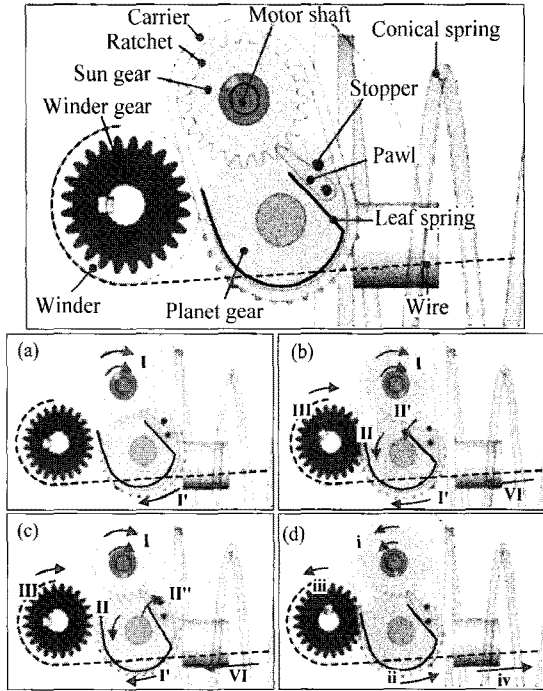 Carrier
Motor shaft
Conical spring
Ratchet
Sun gear
Stopper
Winder gear
Pawl
Leaf spring
Winder
Planet gear
Wire
(a)
I
I'
(b)
I
III
II'
II
I'
VI
(c)
I
III
II
II''
I'
VI
(d)
i
iii
ii
iv